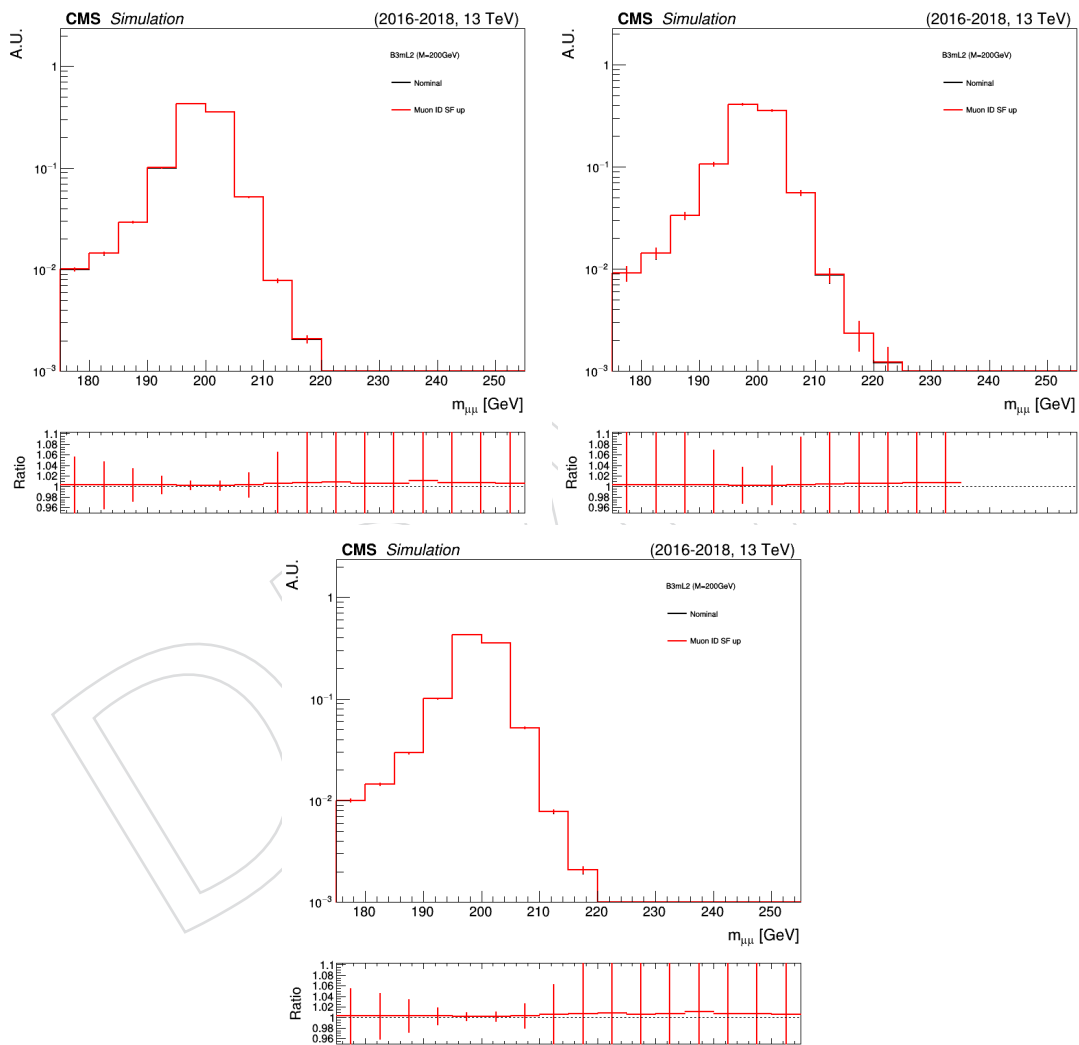 CMS Simulation (2016-2018, 13 TeV)
A.U.
B3mL2 (M=200GeV)
Nominal
Muon ID SF up
1
10⁻¹
10⁻²
10⁻³
180 190 200 210 220 230 240 250
m_μμ [GeV]
Ratio
1.1
1.08
1.06
1.04
1.02
1
0.98
0.96
CMS Simulation (2016-2018, 13 TeV)
A.U.
B3mL2 (M=200GeV)
Nominal
Muon ID SF up
1
10⁻¹
10⁻²
10⁻³
180 190 200 210 220 230 240 250
m_μμ [GeV]
Ratio
1.1
1.08
1.06
1.04
1.02
1
0.98
0.96
CMS Simulation (2016-2018, 13 TeV)
A.U.
B3mL2 (M=200GeV)
Nominal
Muon ID SF up
1
10⁻¹
10⁻²
10⁻³
180 190 200 210 220 230 240 250
m_μμ [GeV]
Ratio
1.1
1.08
1.06
1.04
1.02
1
0.98
0.96